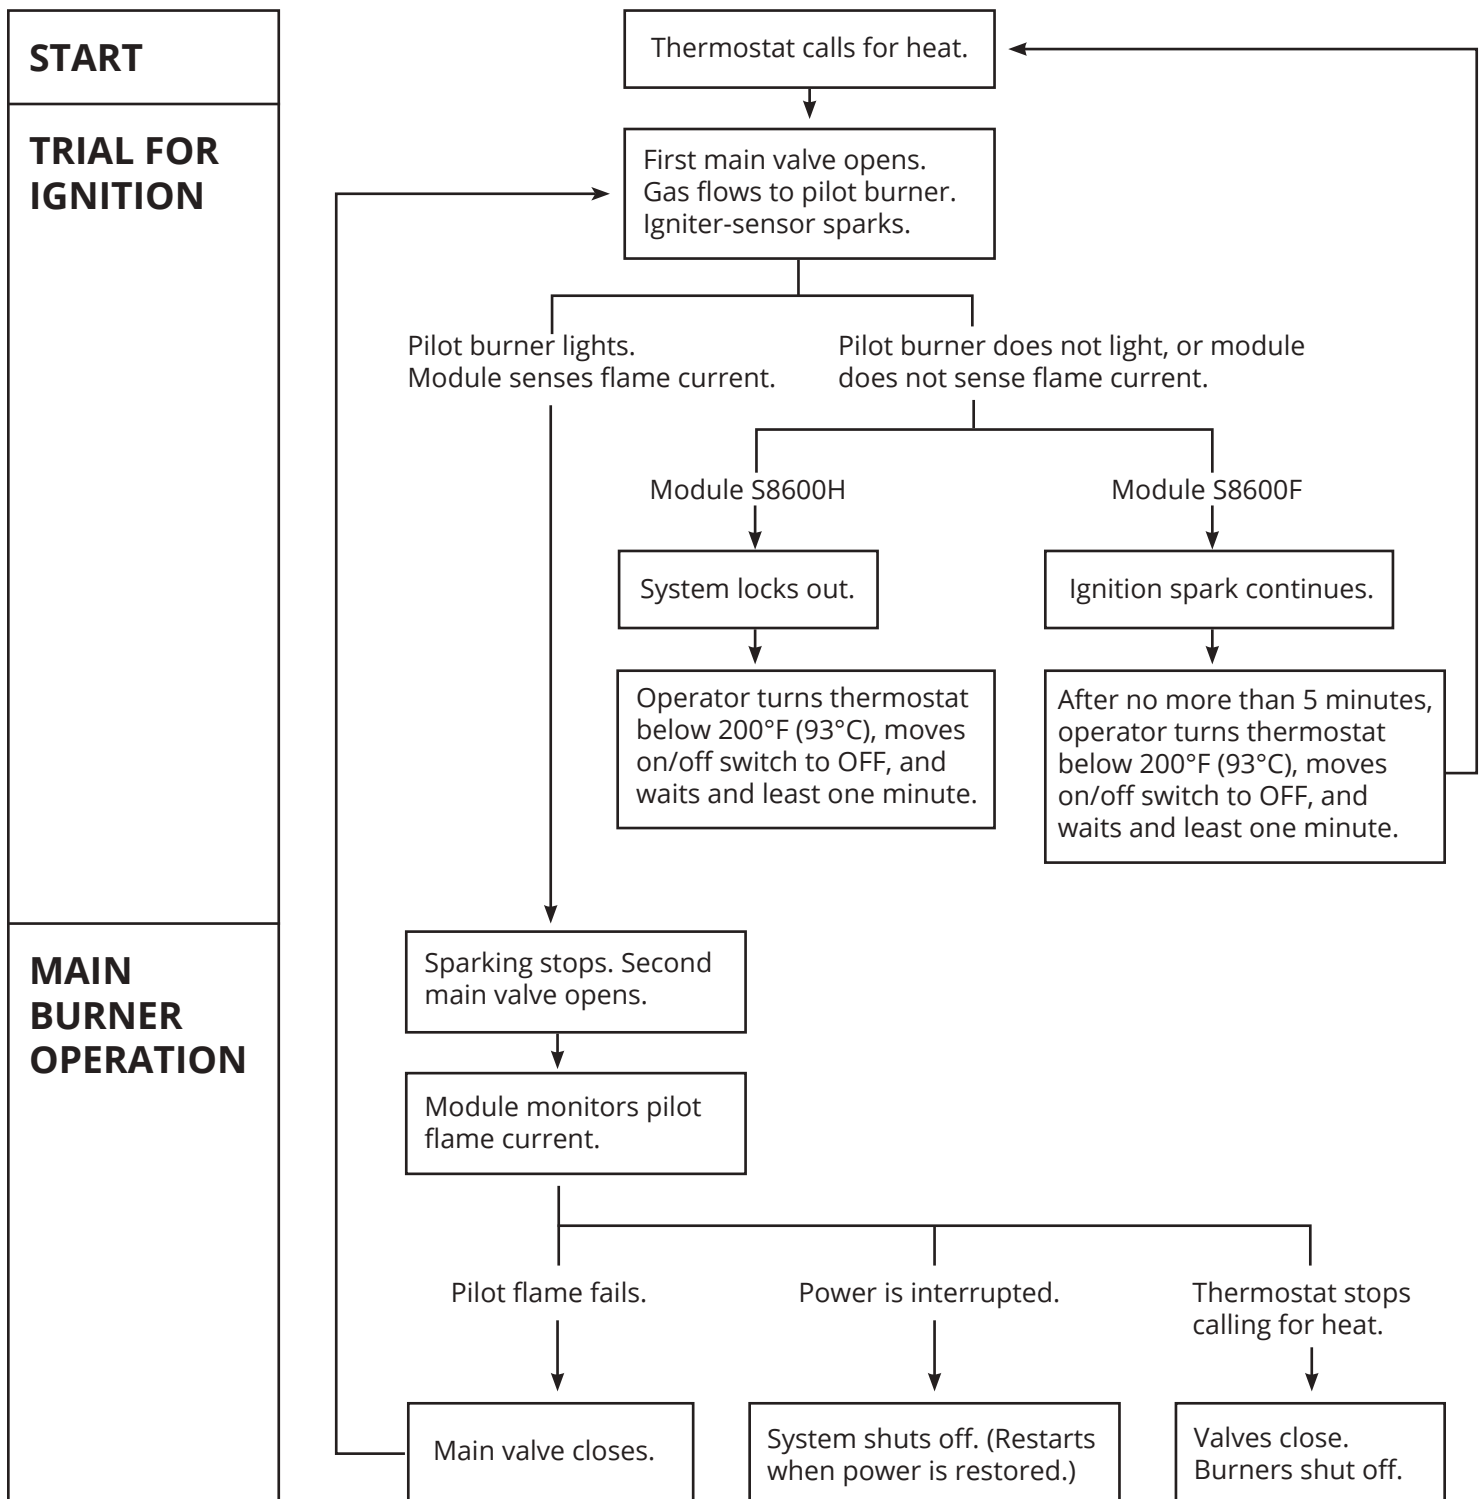 START
Thermostat calls for heat.
TRIAL FOR
IGNITION
First main valve opens.
Gas flows to pilot burner.
Igniter-sensor sparks.
Pilot burner lights.
Module senses flame current.
Pilot burner does not light, or module
does not sense flame current.
Module S8600H
Module S8600F
System locks out.
Ignition spark continues.
Operator turns thermostat
below 200°F (93°C), moves
on/off switch to OFF, and
waits and least one minute.
After no more than 5 minutes,
operator turns thermostat
below 200°F (93°C), moves
on/off switch to OFF, and
waits and least one minute.
MAIN
BURNER
OPERATION
Sparking stops. Second
main valve opens.
Module monitors pilot
flame current.
Pilot flame fails.
Power is interrupted.
Thermostat stops
calling for heat.
Main valve closes.
System shuts off. (Restarts
when power is restored.)
Valves close.
Burners shut off.